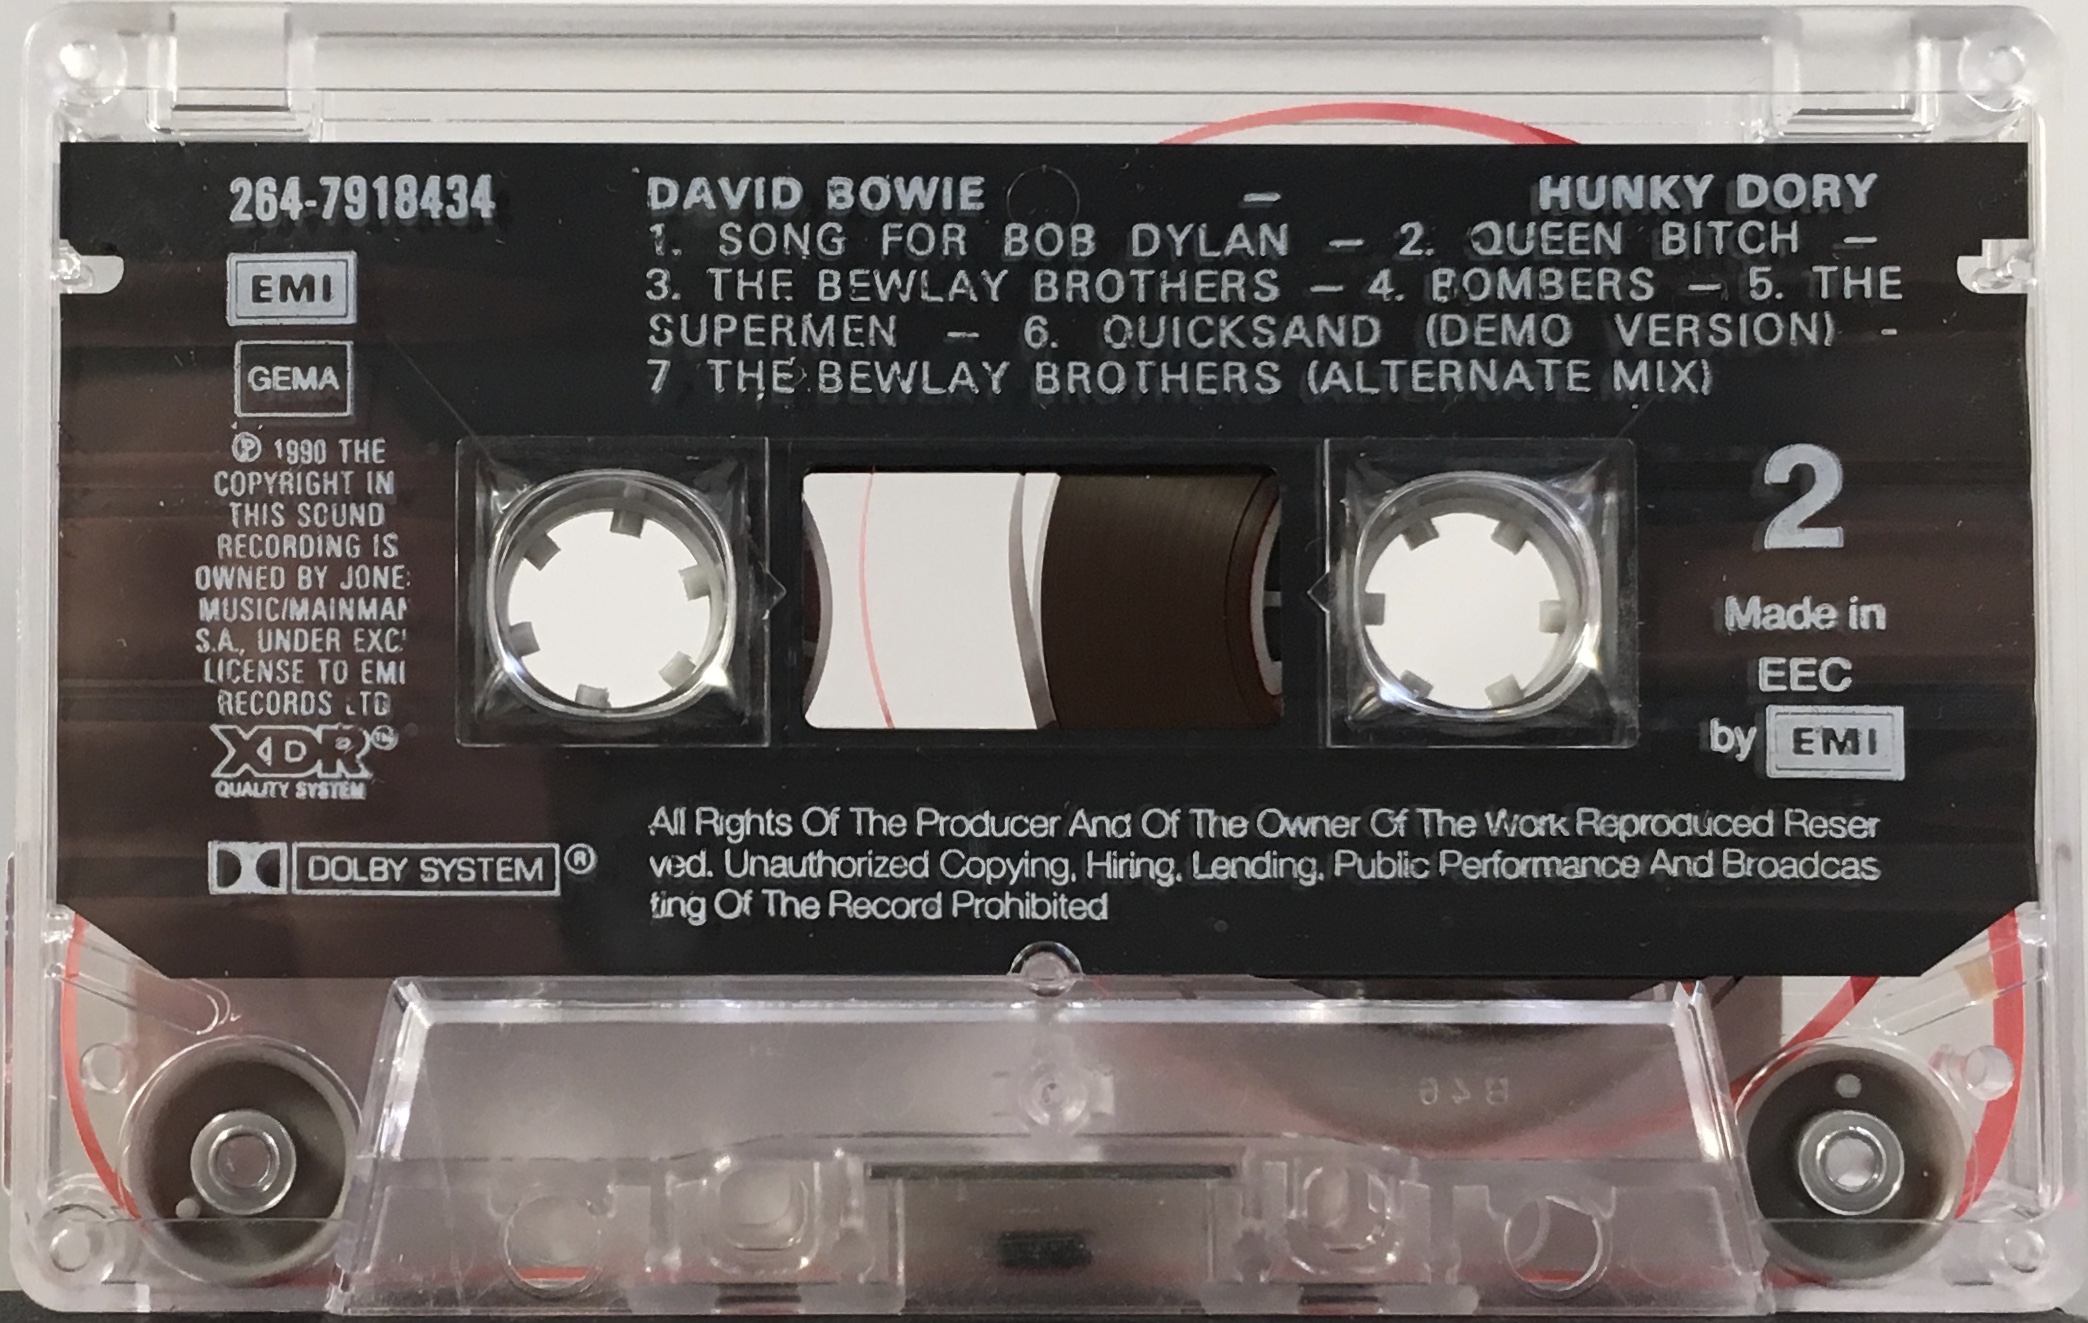 264-7918434
EMI
GEMA
Ⓟ 1990 THE
COPYRIGHT IN
THIS SOUND
RECORDING IS
OWNED BY JONE
MUSIC/MAINMA
S.A., UNDER EXC
LICENSE TO EMI
RECORDS LTD
XDR™
QUALITY SYSTEM
DOLBY SYSTEM ®
DAVID BOWIE – HUNKY DORY
1. SONG FOR BOB DYLAN – 2. QUEEN BITCH –
3. THE BEWLAY BROTHERS – 4. BOMBERS – 5. THE
SUPERMEN – 6. QUICKSAND (DEMO VERSION) -
7 THE BEWLAY BROTHERS (ALTERNATE MIX)
2
Made in
EEC
by EMI
All Rights Of The Producer And Of The Owner Of The Work Reproduced Reser
ved. Unauthorized Copying, Hiring, Lending, Public Performance And Broadcas
ting Of The Record Prohibited